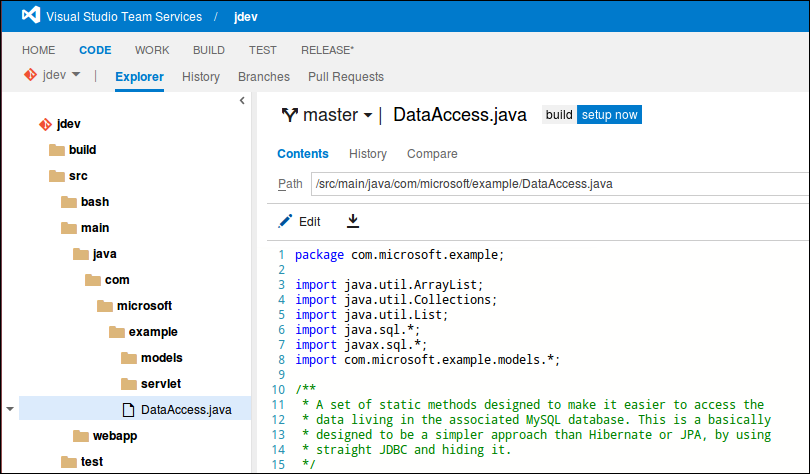 Visual Studio Team Services / jdev
HOME CODE WORK BUILD TEST RELEASE*
jdev | Explorer History Branches Pull Requests
jdev
build
src
bash
main
java
com
microsoft
example
models
servlet
DataAccess.java
webapp
test
master | DataAccess.java build setup now
Contents History Compare
Path /src/main/java/com/microsoft/example/DataAccess.java
Edit
1 package com.microsoft.example;
2
3 import java.util.ArrayList;
4 import java.util.Collections;
5 import java.util.List;
6 import java.sql.*;
7 import javax.sql.*;
8 import com.microsoft.example.models.*;
9
10 /**
11 * A set of static methods designed to make it easier to access the
12 * data living in the associated MySQL database. This is a basically
13 * designed to be a simpler approach than Hibernate or JPA, by using
14 * straight JDBC and hiding it.
15 */